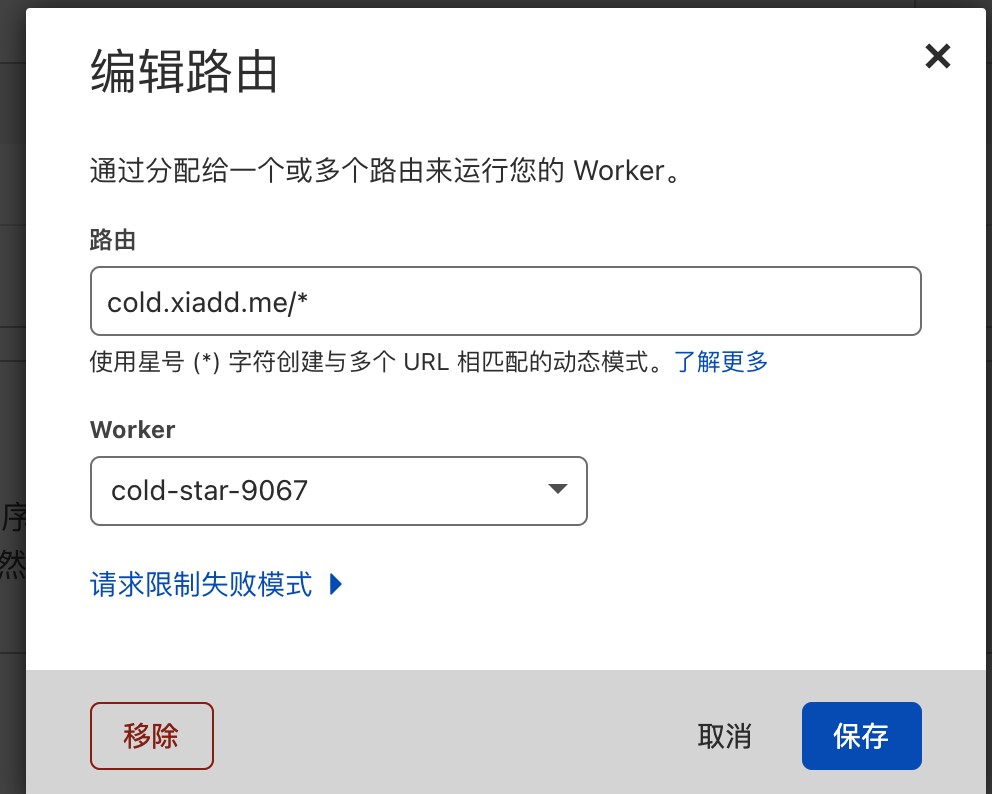 编辑路由
通过分配给一个或多个路由来运行您的 Worker。
路由
cold.xiadd.me/*
使用星号 (*) 字符创建与多个 URL 相匹配的动态模式。了解更多
Worker
cold-star-9067
序
然
请求限制失败模式
移除
取消
保存